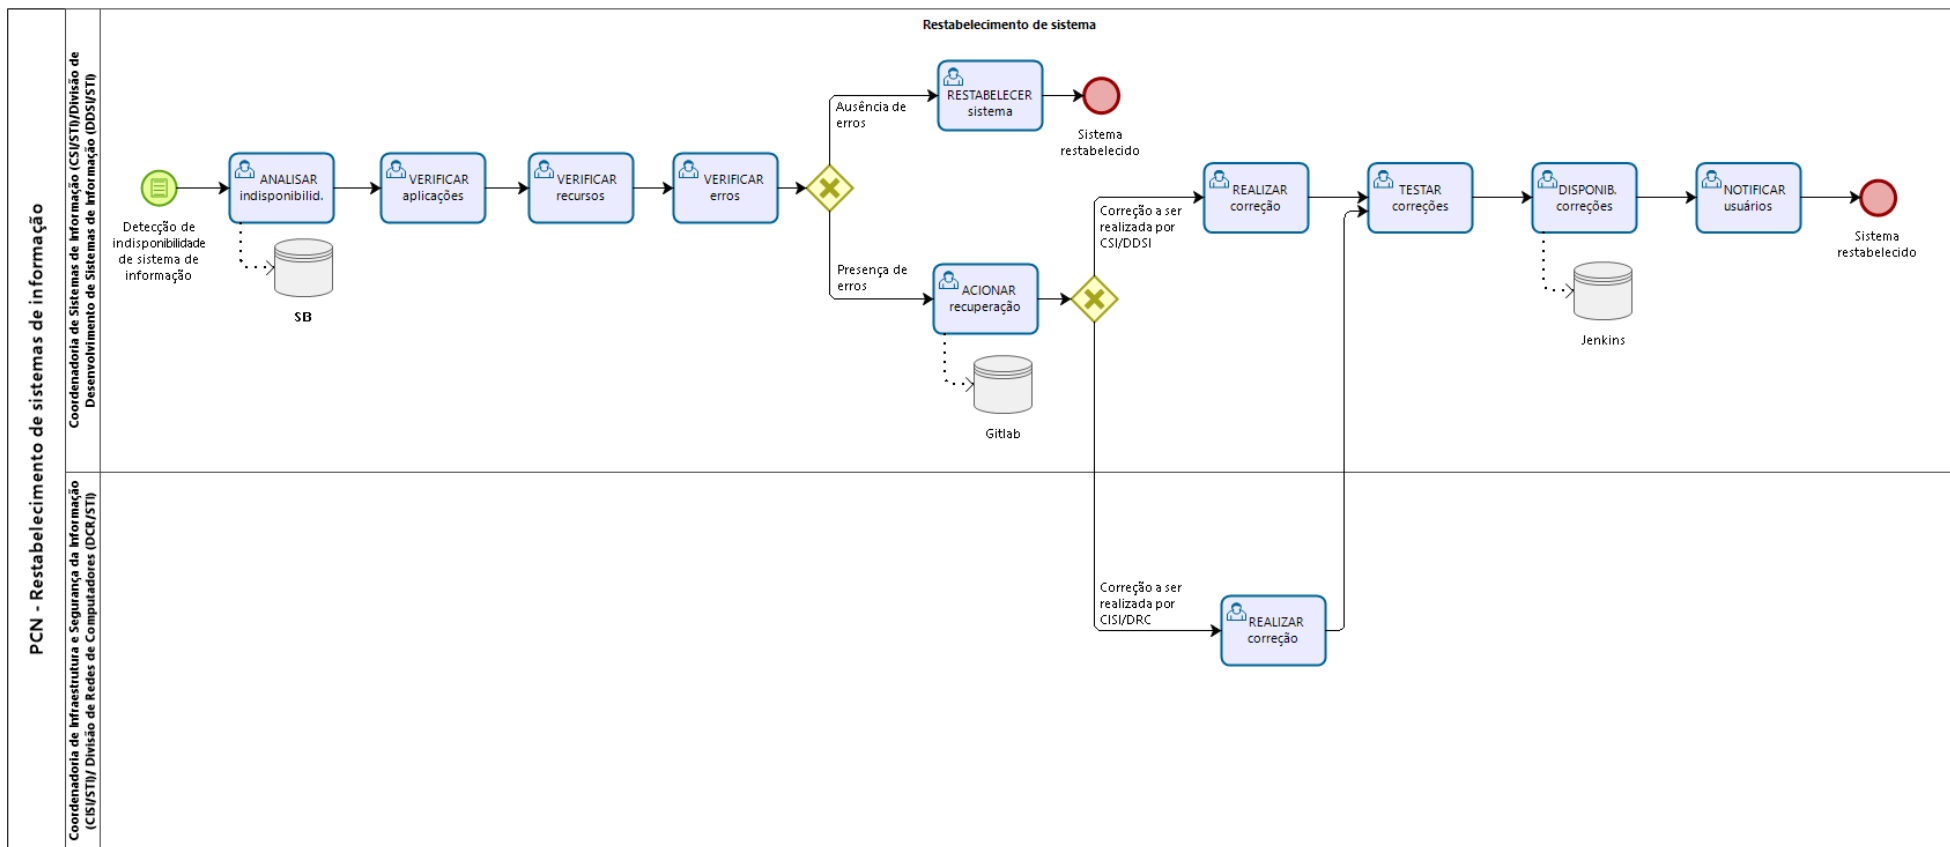 PCN - Restabelecimento de sistemas de informação
Coordenadoria de Sistemas de Informação (CSI/STI)/Divisão de
Desenvolvimento de Sistemas de Informação (DDSI/STI)
Restabelecimento de sistema
Detecção de
indisponibilidade
de sistema de
informação
ANALISAR
indisponibilid.
SB
VERIFICAR
aplicações
VERIFICAR
recursos
VERIFICAR
erros
Ausência de
erros
RESTABELECER
sistema
Sistema
restabelecido
Presença de
erros
ACIONAR
recuperação
Gitlab
Correção a ser
realizada por
CSI/DDSI
REALIZAR
correção
TESTAR
correções
DISPONIB.
correções
Jenkins
NOTIFICAR
usuários
Sistema
restabelecido
Coordenadoria de Infraestrutura e Segurança da Informação
(CISI/STI)/ Divisão de Redes de Computadores (DCR/STI)
Correção a ser
realizada por
CISI/DRC
REALIZAR
correção